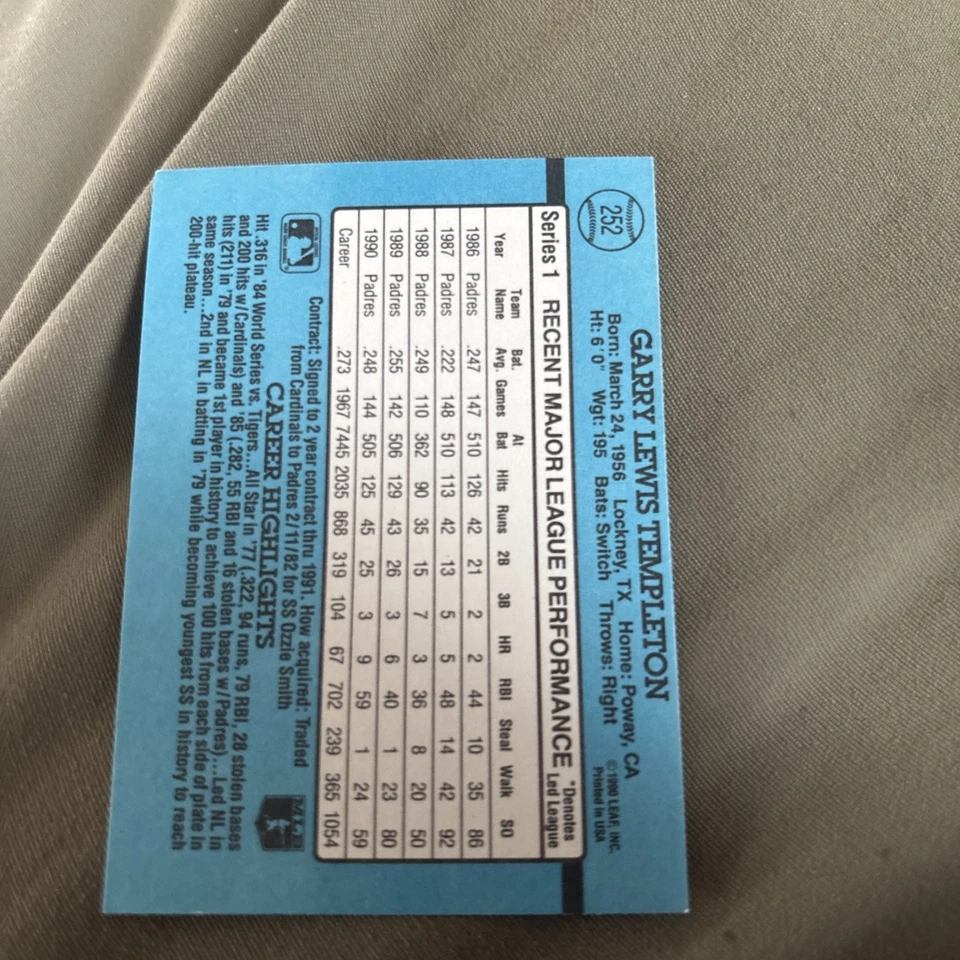 252
GARRY LEWIS TEMPLETON
Born: March 24, 1956 Lockney, TX Home: Poway, CA
Ht: 6'0" Wgt: 195 Bats: Switch Throws: Right
©1990 LEAF, INC.
Printed in USA
Series 1 RECENT MAJOR LEAGUE PERFORMANCE *Denotes Led League
Year Team Name Bat. Avg. Games At Bat Hits Runs 2B 3B HR RBI Steal Walk SO
1986 Padres .247 147 510 126 42 21 2 2 44 10 35 86
1987 Padres .222 148 510 113 42 13 5 5 48 14 42 92
1988 Padres .249 110 362 90 35 15 7 3 36 8 20 50
1989 Padres .255 142 506 129 43 26 3 6 40 1 23 80
1990 Padres .248 144 505 125 45 25 3 9 59 1 24 59
Career .273 1967 7445 2035 868 319 104 67 702 239 365 1054
Contract: Signed to 2 year contract thru 1991. How acquired: Traded
from Cardinals to Padres 2/11/82 for SS Ozzie Smith
CAREER HIGHLIGHTS
Hit .316 in '84 World Series vs. Tigers...All Star in '77 (.322, 94 runs, 79 RBI, 28 stolen bases
and 200 hits w/Cardinals) and '85 (.282, 55 RBI and 16 stolen bases w/Padres)...Led NL in
hits (211) in '79 and became 1st player in history to achieve 100 hits from each side of plate in
same season...2nd in NL in batting in '79 while becoming youngest SS in history to reach
200-hit plateau.